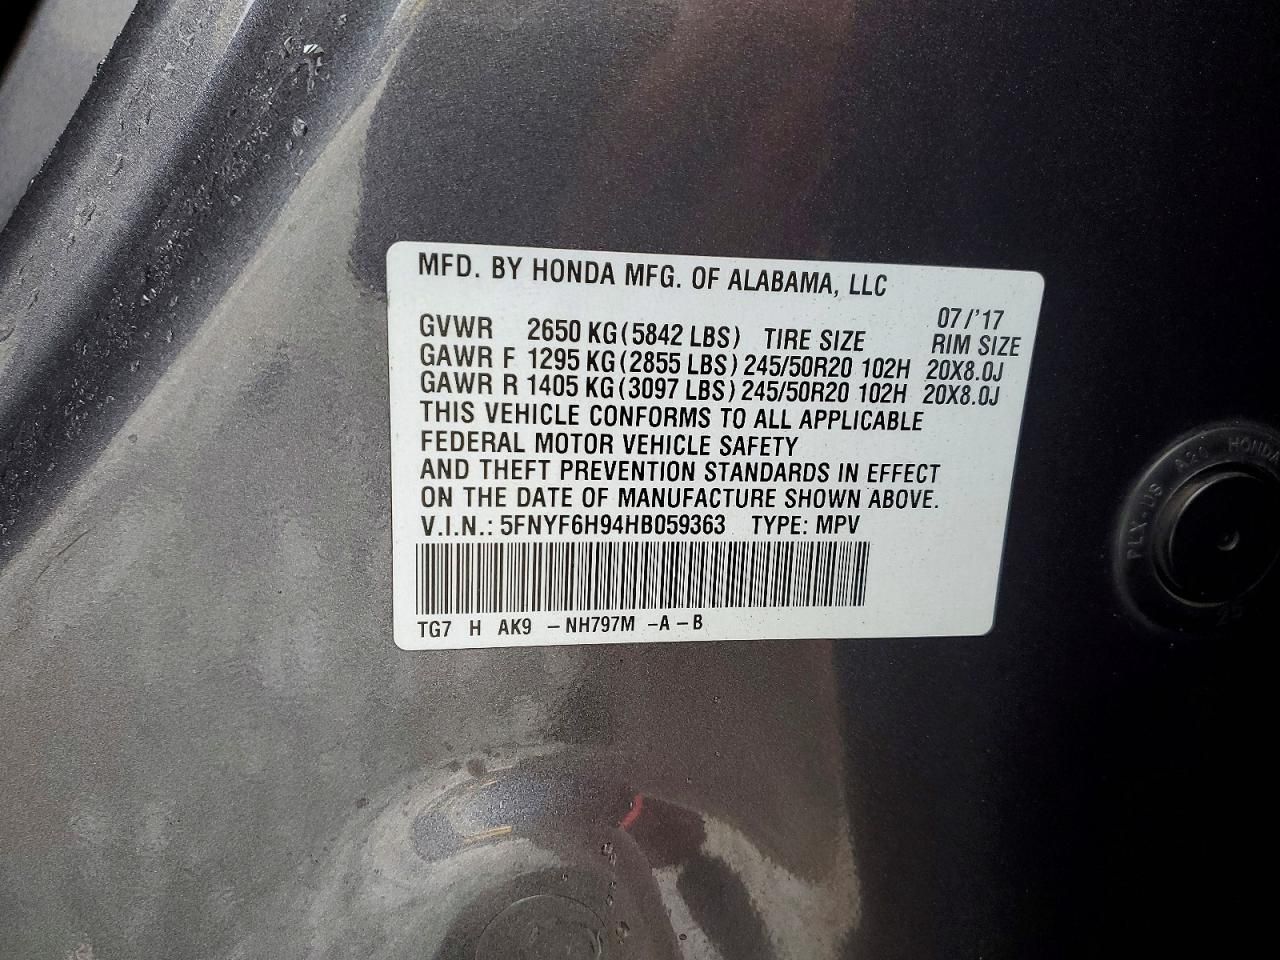 MFD. BY HONDA MFG. OF ALABAMA, LLC
07/'17
GVWR 2650 KG (5842 LBS) TIRE SIZE RIM SIZE
GAWR F 1295 KG (2855 LBS) 245/50R20 102H 20X8.0J
GAWR R 1405 KG (3097 LBS) 245/50R20 102H 20X8.0J
THIS VEHICLE CONFORMS TO ALL APPLICABLE
FEDERAL MOTOR VEHICLE SAFETY
AND THEFT PREVENTION STANDARDS IN EFFECT
ON THE DATE OF MANUFACTURE SHOWN ABOVE.
V.I.N.: 5FNYF6H94HB059363 TYPE: MPV
TG7 H AK9 -NH797M -A-B
HONDA